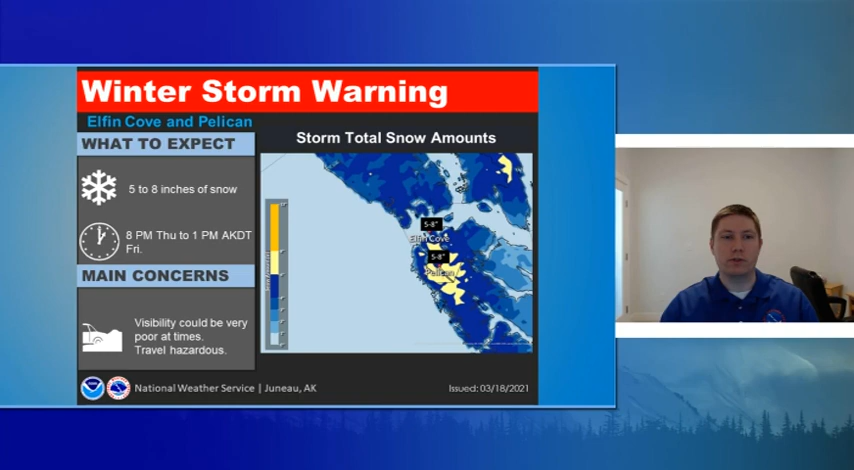 Winter Storm Warning
Elfin Cove and Pelican
WHAT TO EXPECT
5 to 8 inches of snow
8 PM Thu to 1 PM AKDT
Fri.
MAIN CONCERNS
Visibility could be very
poor at times.
Travel hazardous.
Storm Total Snow Amounts
5-8"
Elfin Cove
5-8"
Pelican
National Weather Service | Juneau, AK
Issued: 03/18/2021